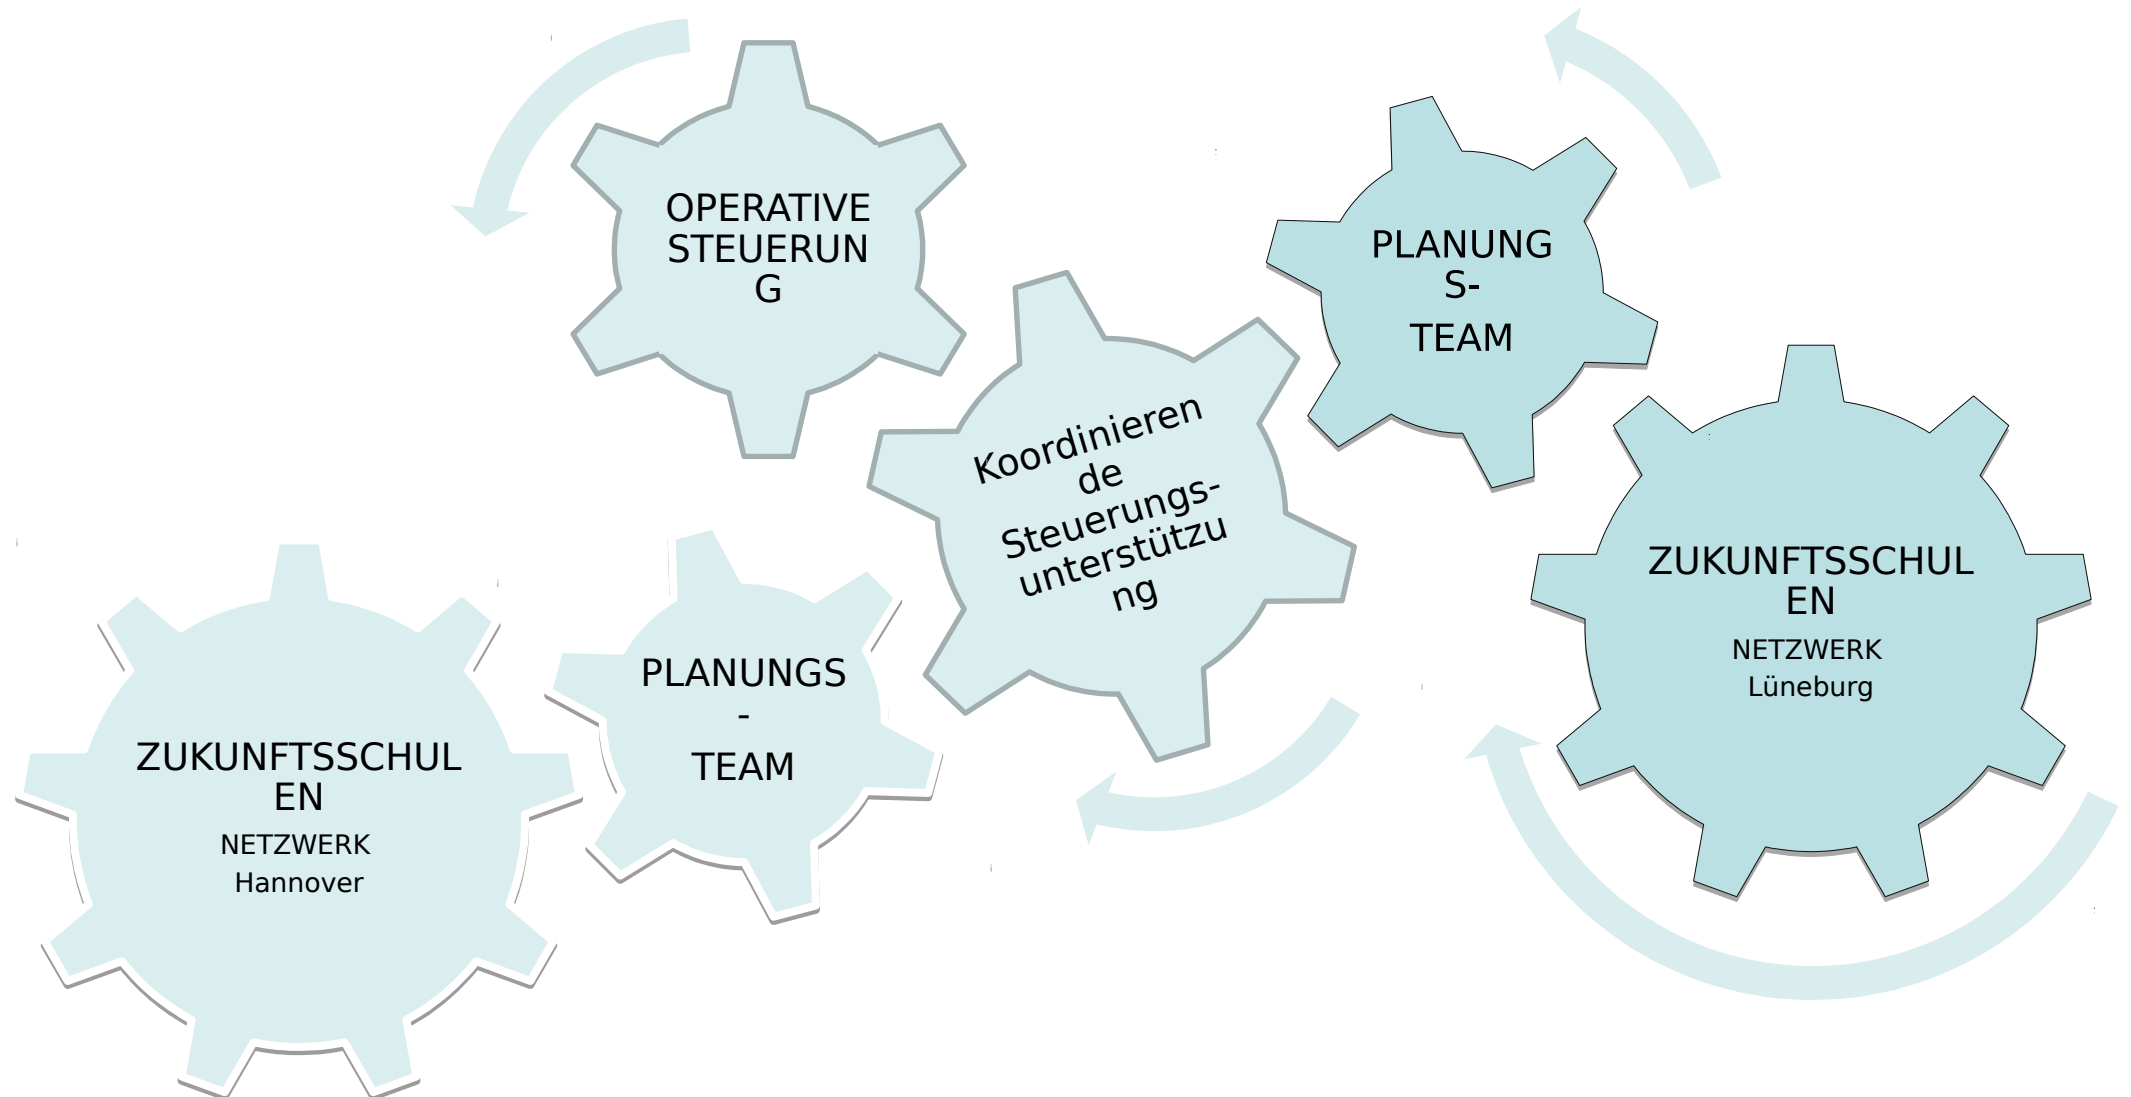 OPERATIVE
STEUERUN
G
PLANUNG
S-
TEAM
Koordinieren
de
Steuerungs-
unterstützu
ng
ZUKUNFTSSCHUL
EN
NETZWERK
Lüneburg
PLANUNGS
-
TEAM
ZUKUNFTSSCHUL
EN
NETZWERK
Hannover